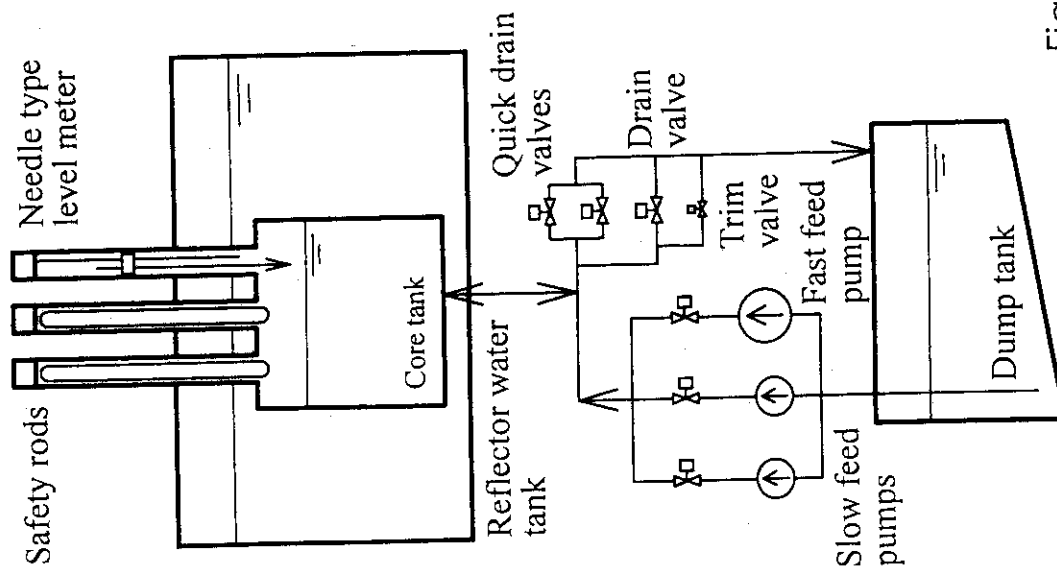 Safety rods
Needle type
level meter
Core tank
Reflector water
tank
Quick drain
valves
Drain
valve
Trim
valve
Fast feed
pump
Slow feed
pumps
Dump tank
Fig